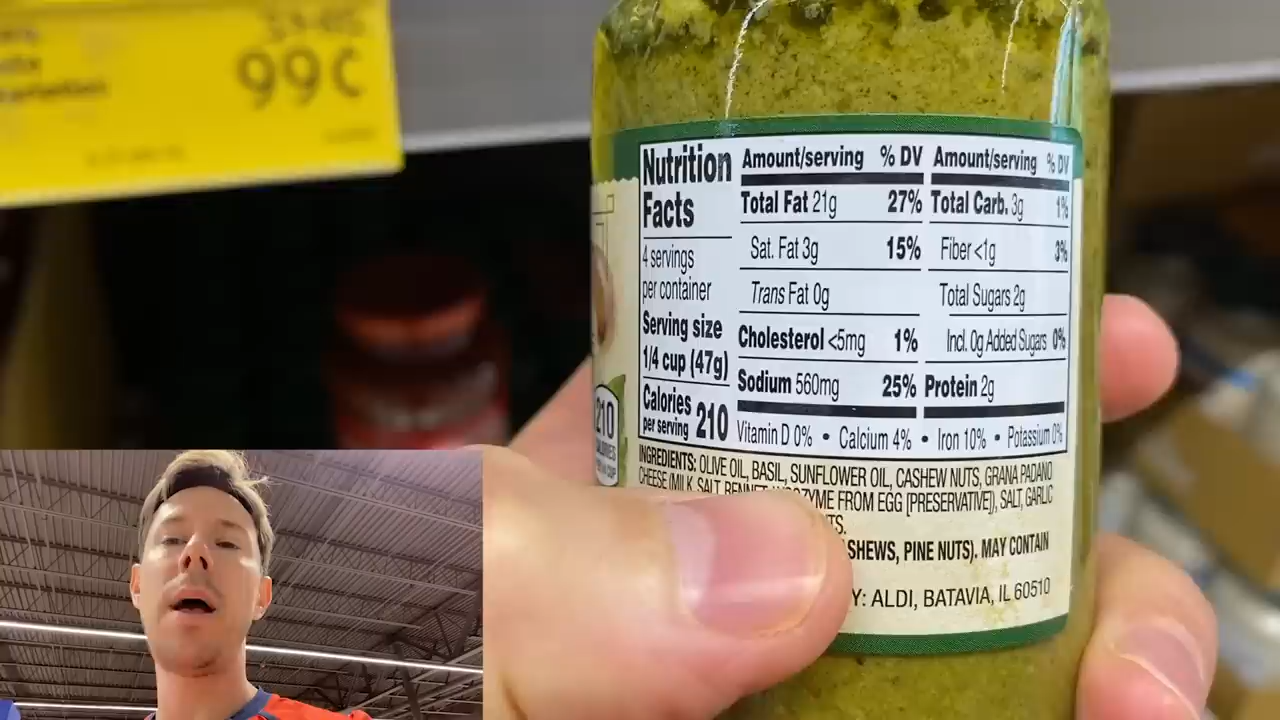 99¢
Nutrition
Facts
4 servings
per container
Serving size
1/4 cup (47g)
Calories
per serving 210
Amount/serving % DV
Total Fat 21g 27%
Sat. Fat 3g 15%
Trans Fat 0g
Cholesterol <5mg 1%
Sodium 560mg 25%
Amount/serving % DV
Total Carb. 3g 1%
Fiber <1g 3%
Total Sugars 2g
Incl. 0g Added Sugars 0%
Protein 2g
Vitamin D 0% • Calcium 4% • Iron 10% • Potassium 0%
210
CALORIES
INGREDIENTS: OLIVE OIL, BASIL, SUNFLOWER OIL, CASHEW NUTS, GRANA PADANO
CHEESE (MILK, SALT, RENNET, FROM EGG [PRESERVATIVE]), SALT, GARLIC
SHEWS, PINE NUTS). MAY CONTAIN
Y: ALDI, BATAVIA, IL 60510